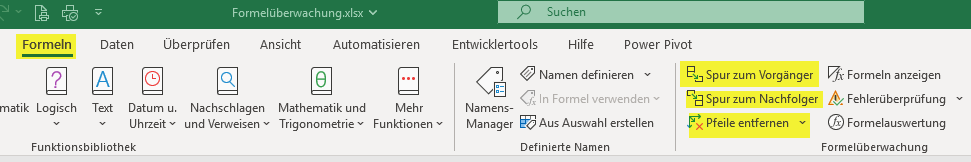 Formelüberwachung.xlsx
Suchen
Formeln Daten Überprüfen Ansicht Automatisieren Entwicklertools Hilfe Power Pivot
matik
Logisch
Text
Datum u.
Uhrzeit
Nachschlagen
und Verweisen
Mathematik und
Trigonometrie
Mehr
Funktionen
Funktionsbibliothek
Namens-
Manager
Namen definieren
In Formel verwenden
Aus Auswahl erstellen
Definierte Namen
Spur zum Vorgänger
Spur zum Nachfolger
Pfeile entfernen
Formeln anzeigen
Fehlerüberprüfung
Formelauswertung
Formelüberwachung